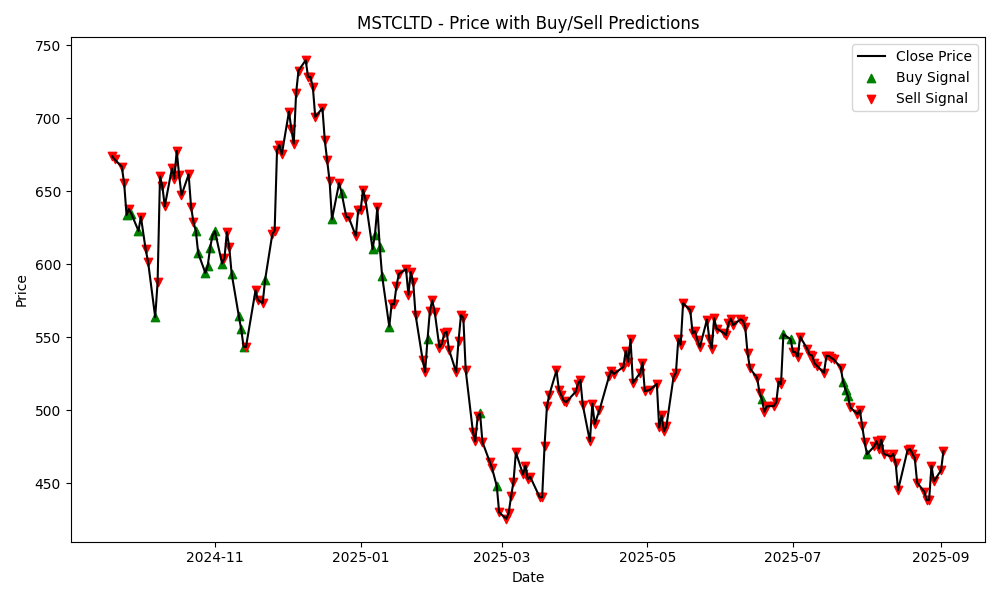 MSTCLTD - Price with Buy/Sell Predictions
Close Price
Buy Signal
Sell Signal
750
700
650
600
550
500
450
Price
2024-11
2025-01
2025-03
2025-05
2025-07
2025-09
Date